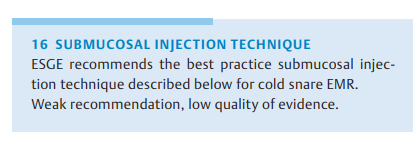 16 SUBMUCOSAL INJECTION TECHNIQUE
ESGE recommends the best practice submucosal injec-
tion technique described below for cold snare EMR.
Weak recommendation, low quality of evidence.